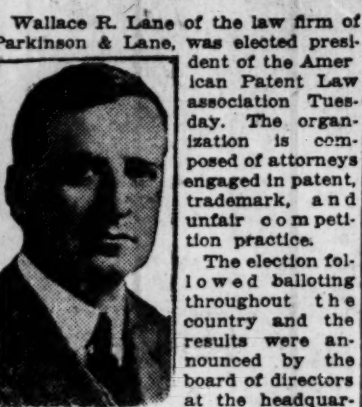 Wallace R. Lane of the law firm of
Parkinson & Lane, was elected presi-
dent of the Amer
ican Patent Law
association Tues-
day. The organ-
ization is com-
posed of attorneys
engaged in patent,
trademark, and
unfair competi-
tion practice.
The election fol-
lowed balloting
throughout the
country and the
results were an-
nounced by the
board of directors
at the headquar-